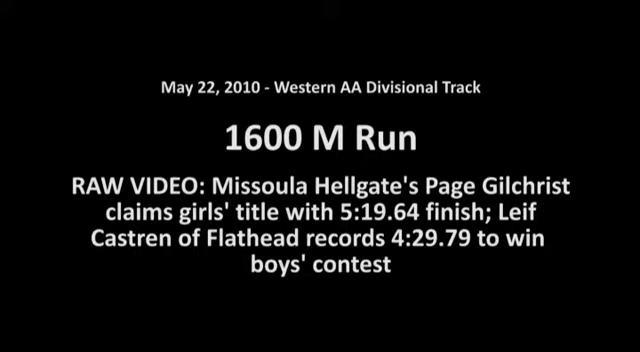 May 22, 2010 - Western AA Divisional Track
1600 M Run
RAW VIDEO: Missoula Hellgate's Page Gilchrist
claims girls' title with 5:19.64 finish; Leif
Castren of Flathead records 4:29.79 to win
boys' contest